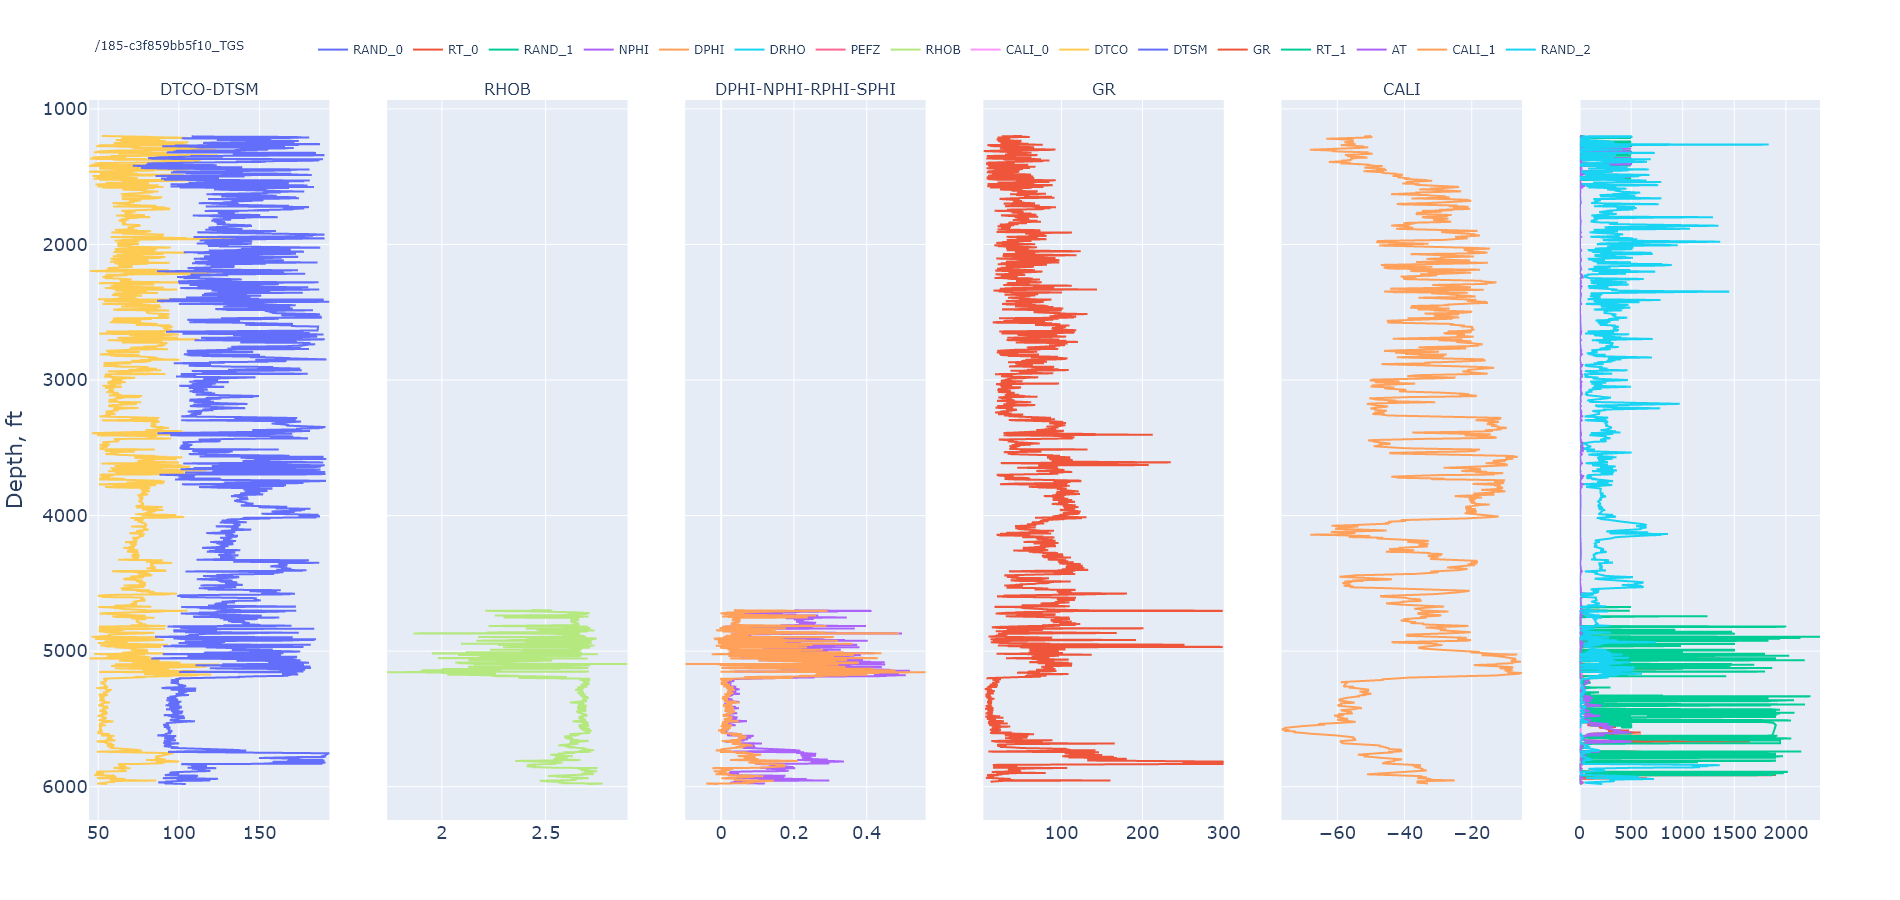 /185-c3f859bb5f10_TGS
RAND_0 RT_0 RAND_1 NPHI DPHI DRHO PEFZ RHOB CALI_0 DTCO DTSM GR RT_1 AT CALI_1 RAND_2
DTCO-DTSM RHOB DPHI-NPHI-RPHI-SPHI GR CALI
1000
2000
3000
4000
5000
6000
Depth, ft
50 100 150 2 2.5 0 0.2 0.4 100 200 300 −60 −40 −20 0 500 1000 1500 2000